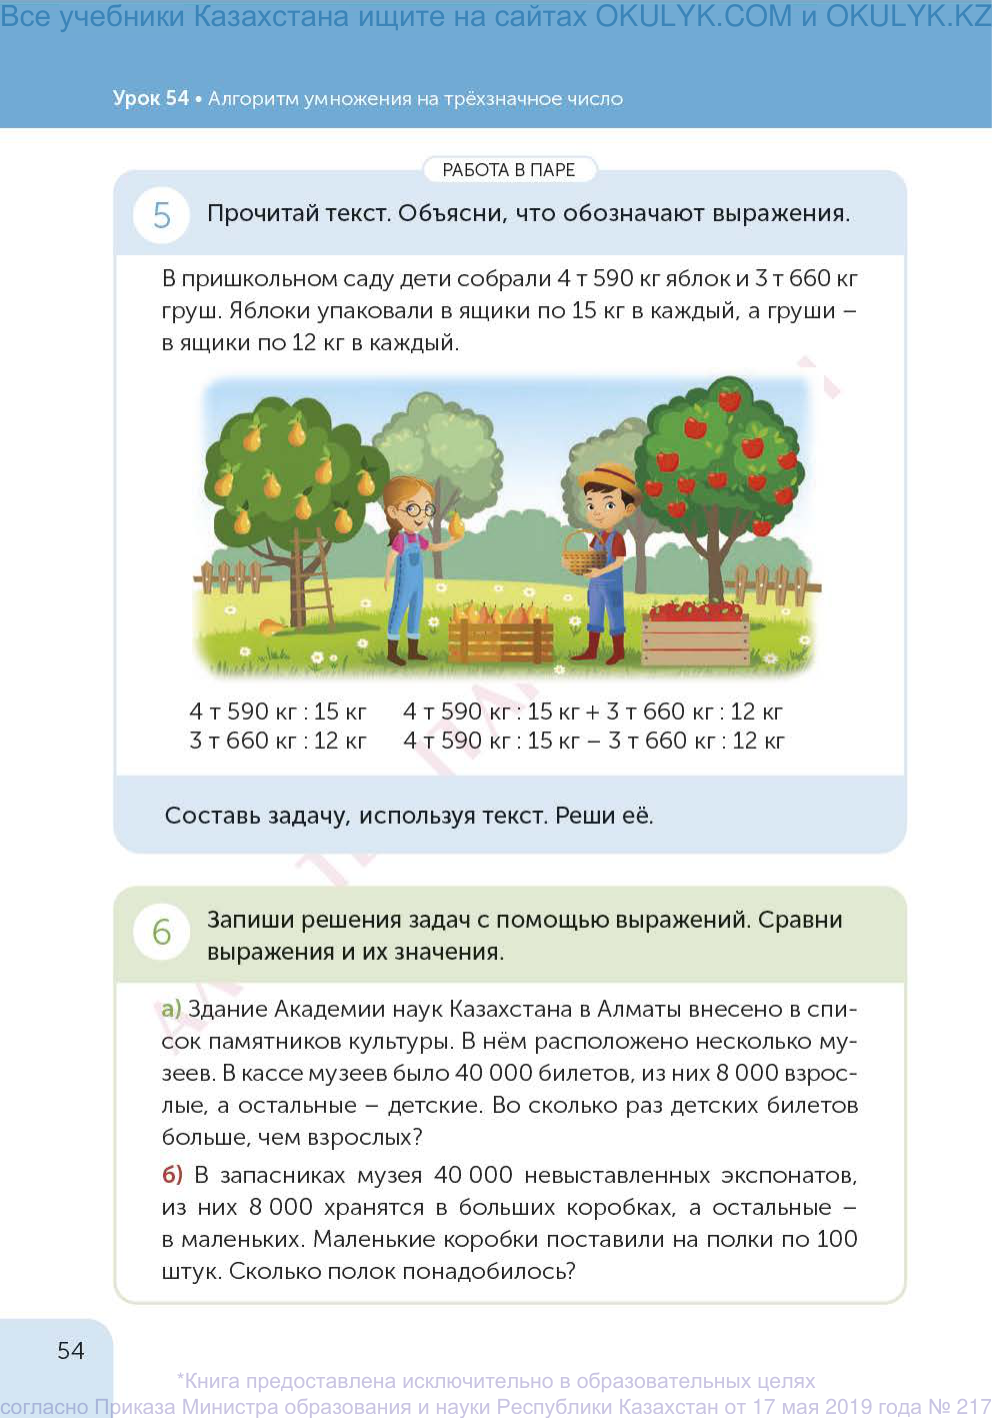 Все учебники Казахстана ищите на сайтах OKULYK.COM и OKULYK.KZ
Урок 54 • Алгоритм умножения на трёхзначное число
РАБОТА В ПАРЕ
5
Прочитай текст. Объясни, что обозначают выражения.
В пришкольном саду дети собрали 4 т 590 кг яблок и 3 т 660 кг
груш. Яблоки упаковали в ящики по 15 кг в каждый, а груши –
в ящики по 12 кг в каждый.
4 т 590 кг : 15 кг 4 т 590 кг : 15 кг + 3 т 660 кг : 12 кг
3 т 660 кг : 12 кг 4 т 590 кг : 15 кг – 3 т 660 кг : 12 кг
Составь задачу, используя текст. Реши её.
6
Запиши решения задач с помощью выражений. Сравни
выражения и их значения.
а) Здание Академии наук Казахстана в Алматы внесено в спи-
сок памятников культуры. В нём расположено несколько му-
зеев. В кассе музеев было 40 000 билетов, из них 8 000 взрос-
лые, а остальные – детские. Во сколько раз детских билетов
больше, чем взрослых?
б) В запасниках музея 40 000 невыставленных экспонатов,
из них 8 000 хранятся в больших коробках, а остальные –
в маленьких. Маленькие коробки поставили на полки по 100
штук. Сколько полок понадобилось?
54
*Книга предоставлена исключительно в образовательных целях
согласно Приказа Министра образования и науки Республики Казахстан от 17 мая 2019 года № 217